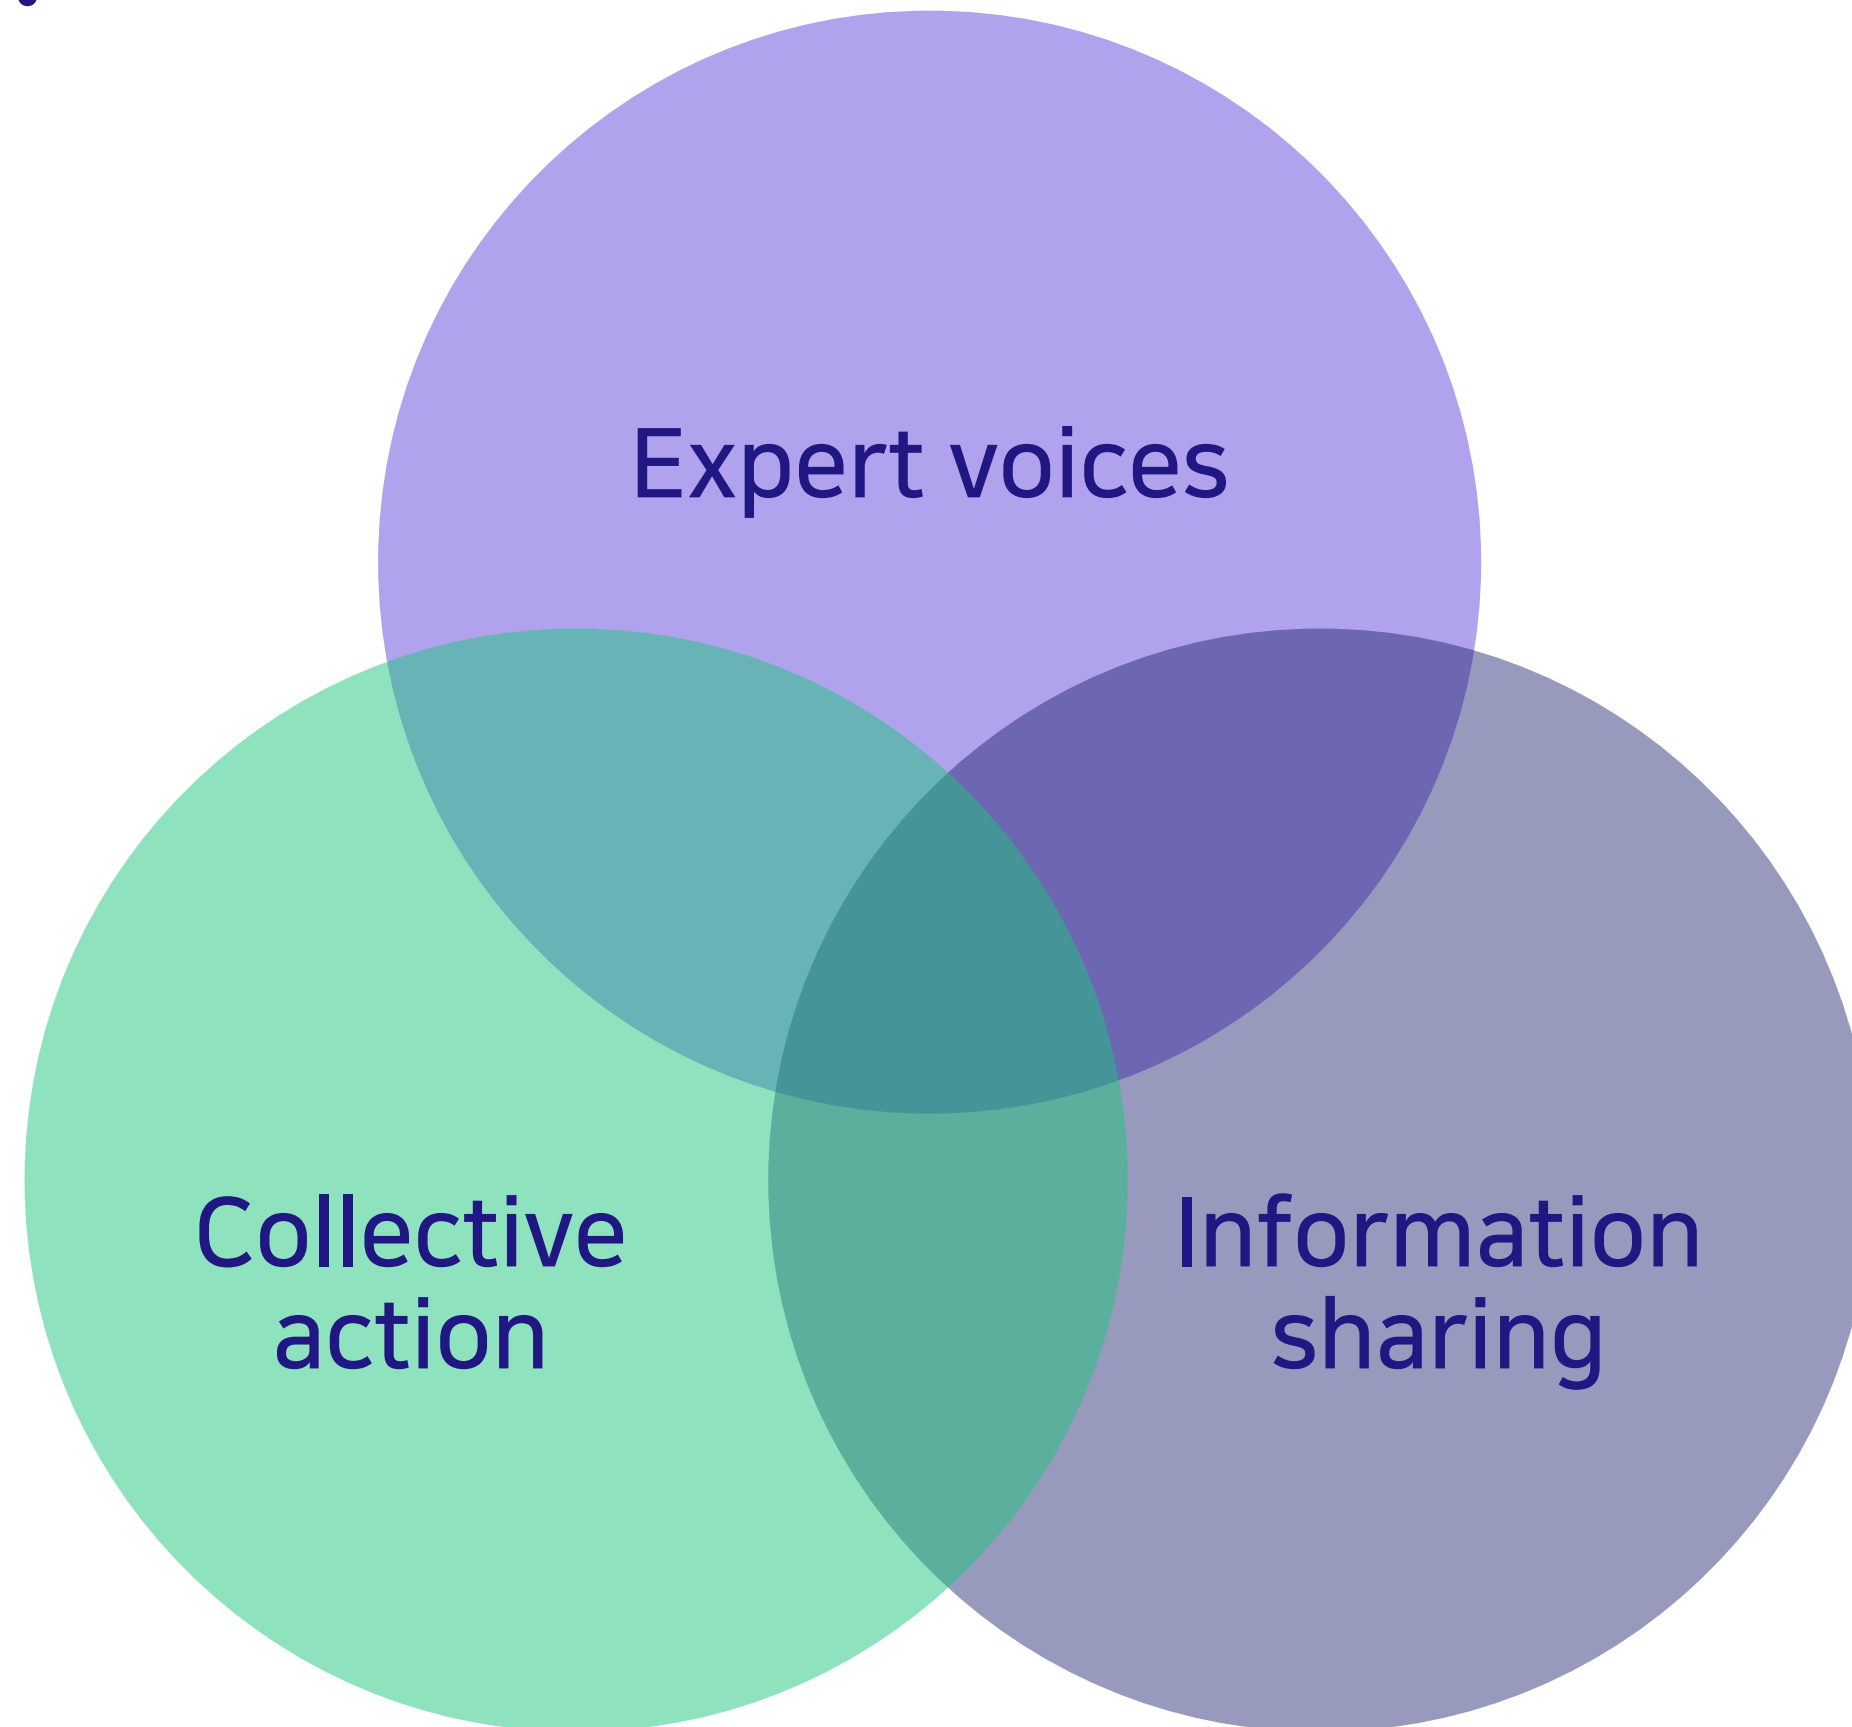 Expert voices
Collective
action
Information
sharing